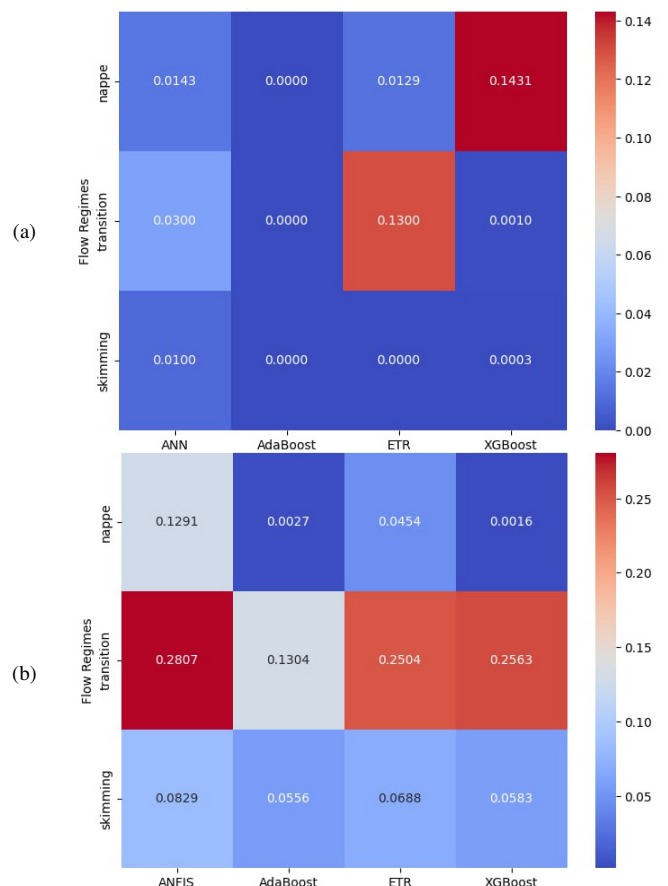 (a)
Flow Regimes
nappe
transition
skimming
0.0143 0.0000 0.0129 0.1431
0.0300 0.0000 0.1300 0.0010
0.0100 0.0000 0.0000 0.0003
ANN AdaBoost ETR XGBoost
0.14
0.12
0.10
0.08
0.06
0.04
0.02
0.00
(b)
Flow Regimes
nappe
transition
skimming
0.1291 0.0027 0.0454 0.0016
0.2807 0.1304 0.2504 0.2563
0.0829 0.0556 0.0688 0.0583
ANFIS AdaBoost ETR XGBoost
0.25
0.20
0.15
0.10
0.05